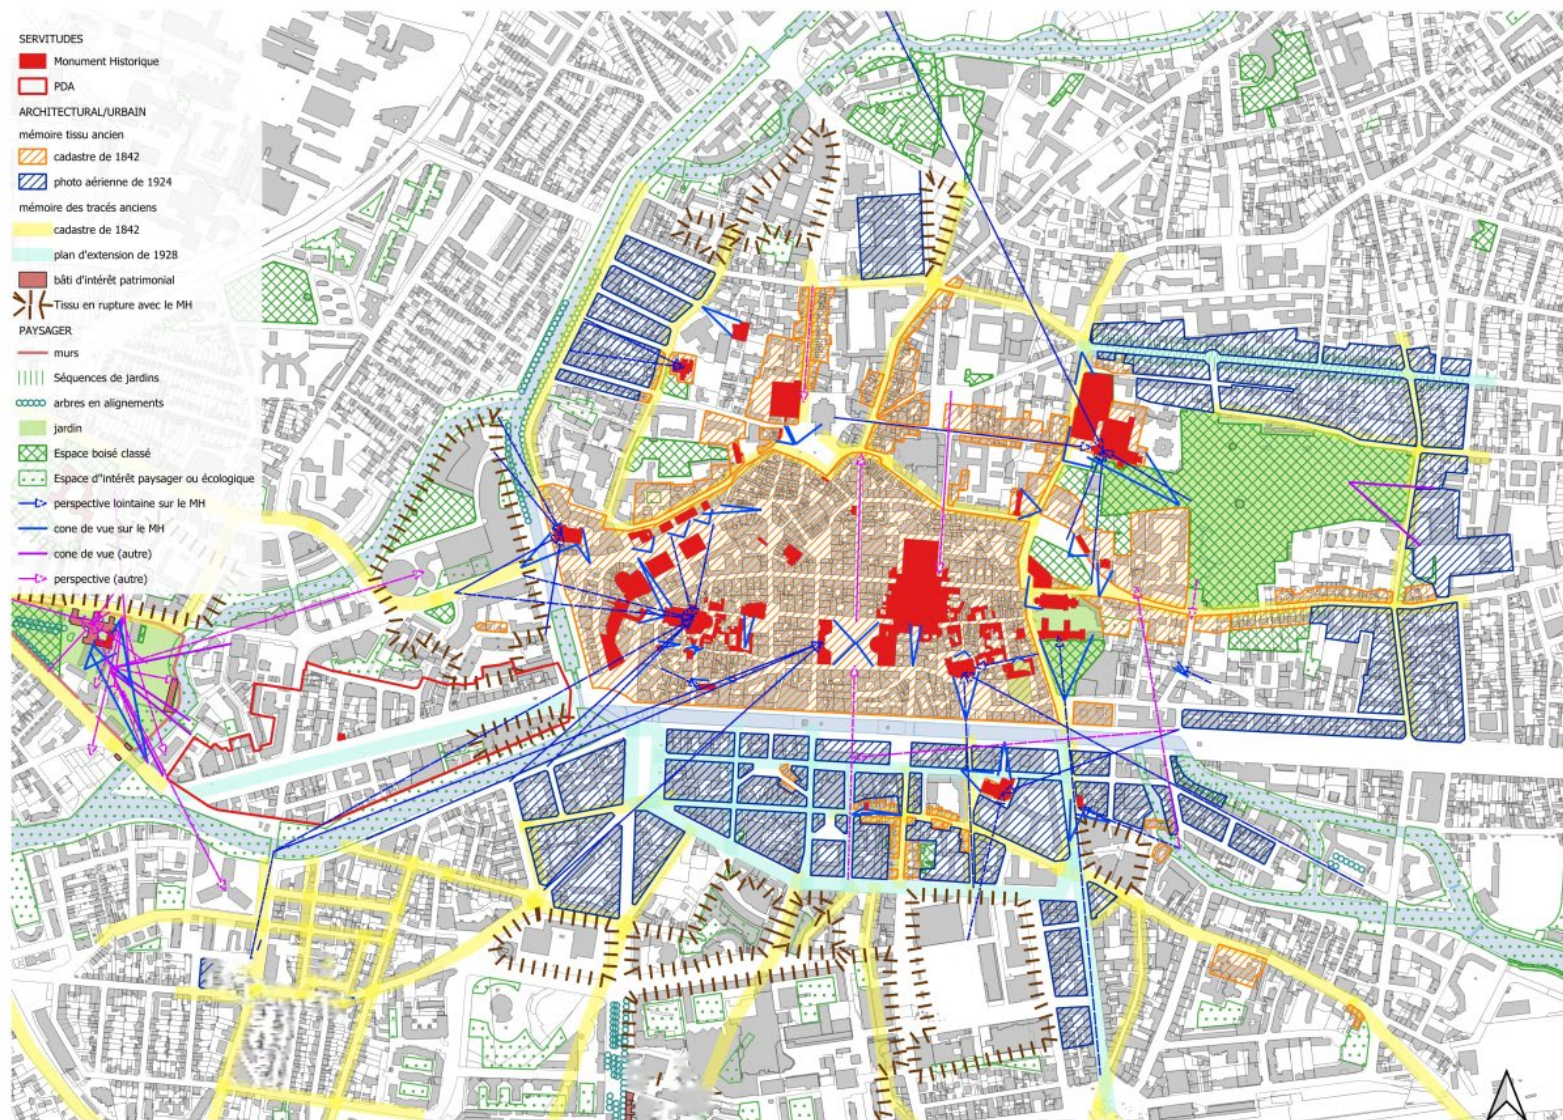 SERVITUDES
Monument Historique
PDA
ARCHITECTURAL/URBAIN
mémoire tissu ancien
cadastre de 1842
photo aérienne de 1924
mémoire des tracés anciens
cadastre de 1842
plan d'extension de 1928
bâti d'intérêt patrimonial
Tissu en rupture avec le MH
PAYSAGER
murs
Séquences de jardins
arbres en alignements
jardin
Espace boisé classé
Espace d"intérêt paysager ou écologique
perspective lointaine sur le MH
cone de vue sur le MH
cone de vue (autre)
perspective (autre)